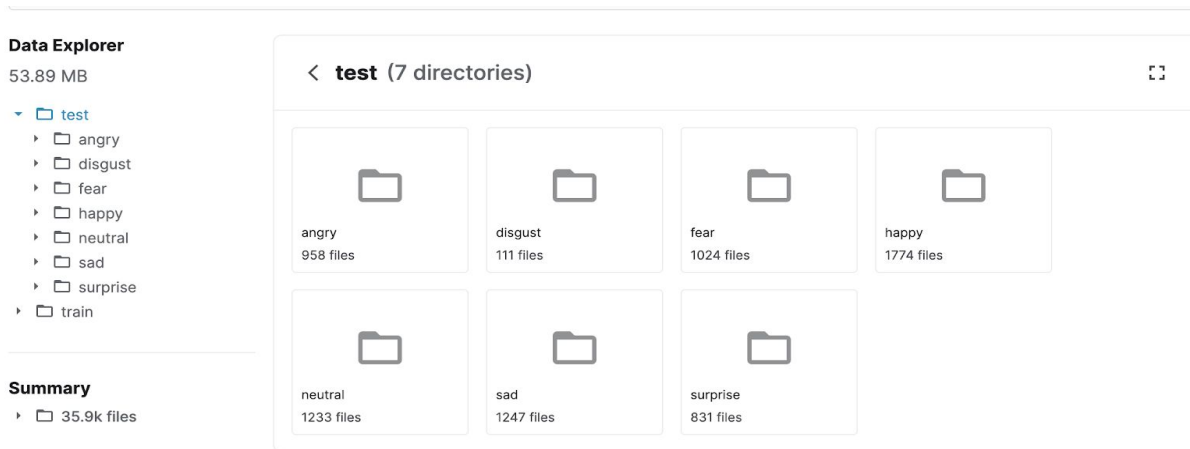 Data Explorer
53.89 MB
test
angry
disgust
fear
happy
neutral
sad
surprise
train
Summary
35.9k files
test (7 directories)
angry
958 files
disgust
111 files
fear
1024 files
happy
1774 files
neutral
1233 files
sad
1247 files
surprise
831 files